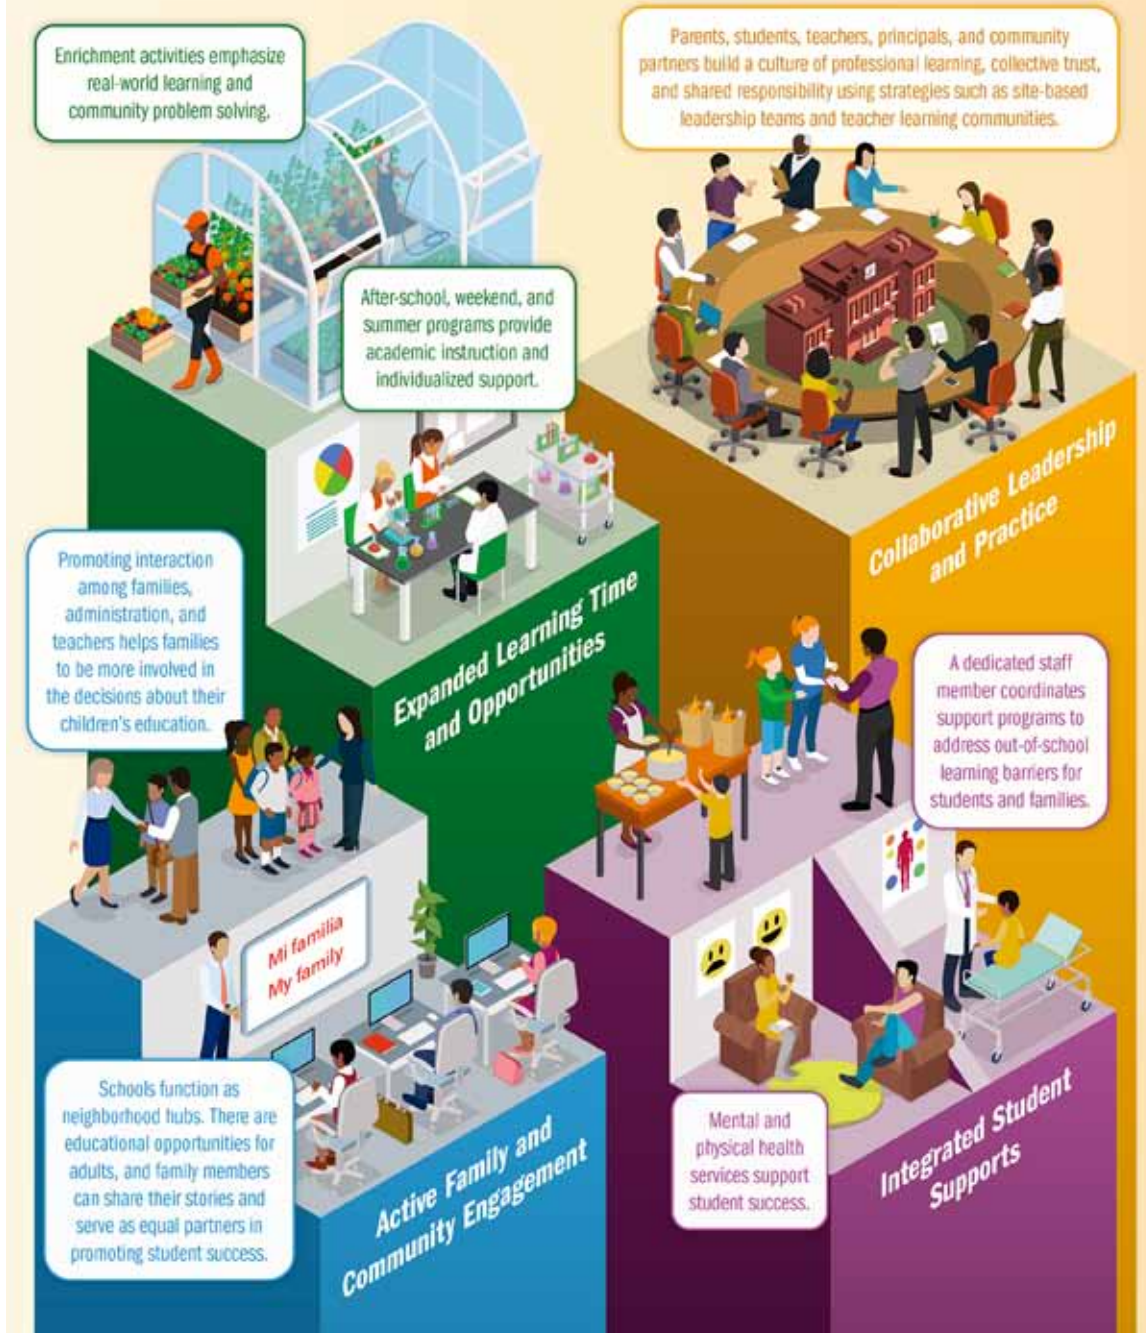 Enrichment activities emphasize
real-world learning and
community problem solving.
Parents, students, teachers, principals, and community
partners build a culture of professional learning, collective trust,
and shared responsibility using strategies such as site-based
leadership teams and teacher learning communities.
After-school, weekend, and
summer programs provide
academic instruction and
individualized support.
Collaborative Leadership
and Practice
Expanded Learning Time
and Opportunities
Promoting interaction
among families,
administration, and
teachers helps families
to be more involved in
the decisions about their
children's education.
A dedicated staff
member coordinates
support programs to
address out-of-school
learning barriers for
students and families.
Mi familia
My family
Schools function as
neighborhood hubs. There are
educational opportunities for
adults, and family members
can share their stories and
serve as equal partners in
promoting student success.
Active Family and
Community Engagement
Mental and
physical health
services support
student success.
Integrated Student
Supports